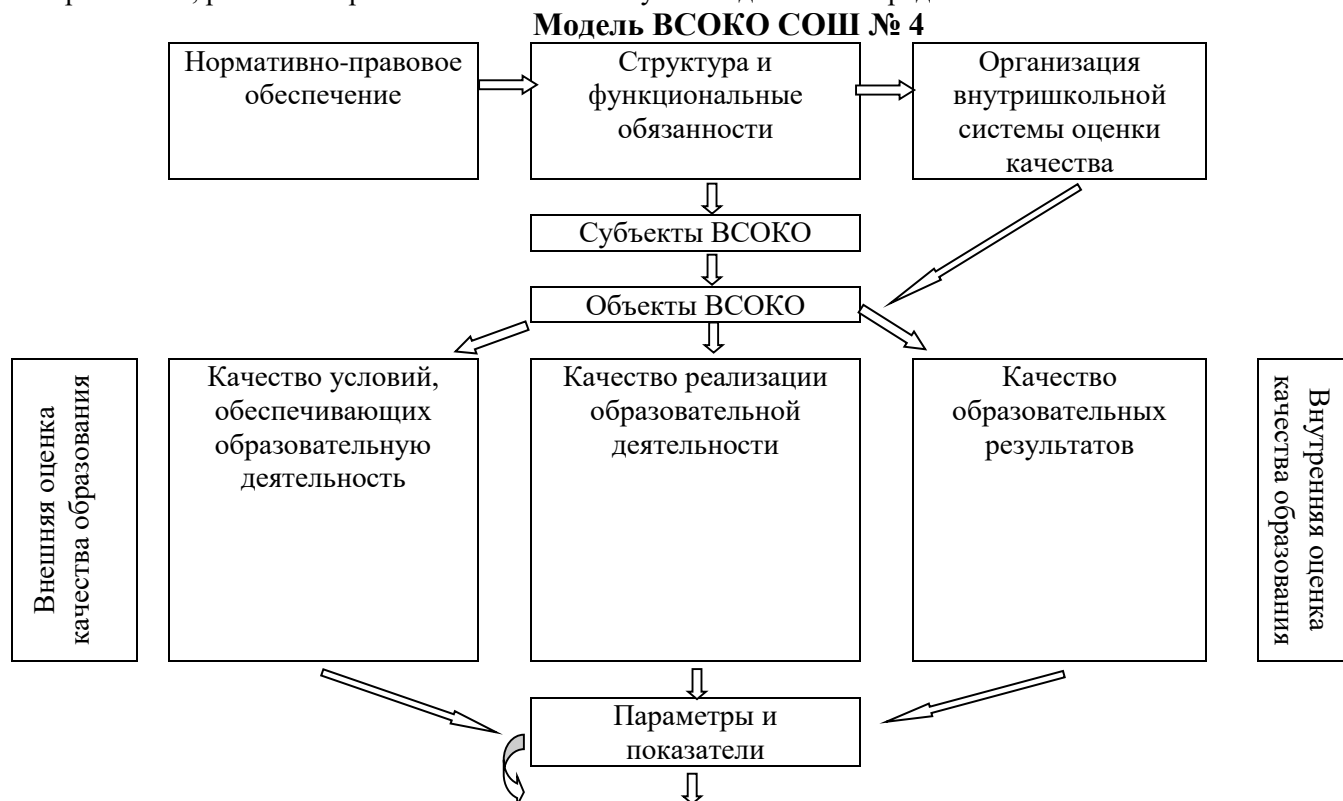 Модель ВСОКО СОШ № 4
Нормативно-правовое
обеспечение
Структура и
функциональные
обязанности
Организация
внутришкольной
системы оценки
качества
Субъекты ВСОКО
Объекты ВСОКО
Внешняя оценка
качества образования
Качество условий,
обеспечивающих
образовательную
деятельность
Качество реализации
образовательной
деятельности
Качество
образовательных
результатов
Внутренняя оценка
качества образования
Параметры и
показатели